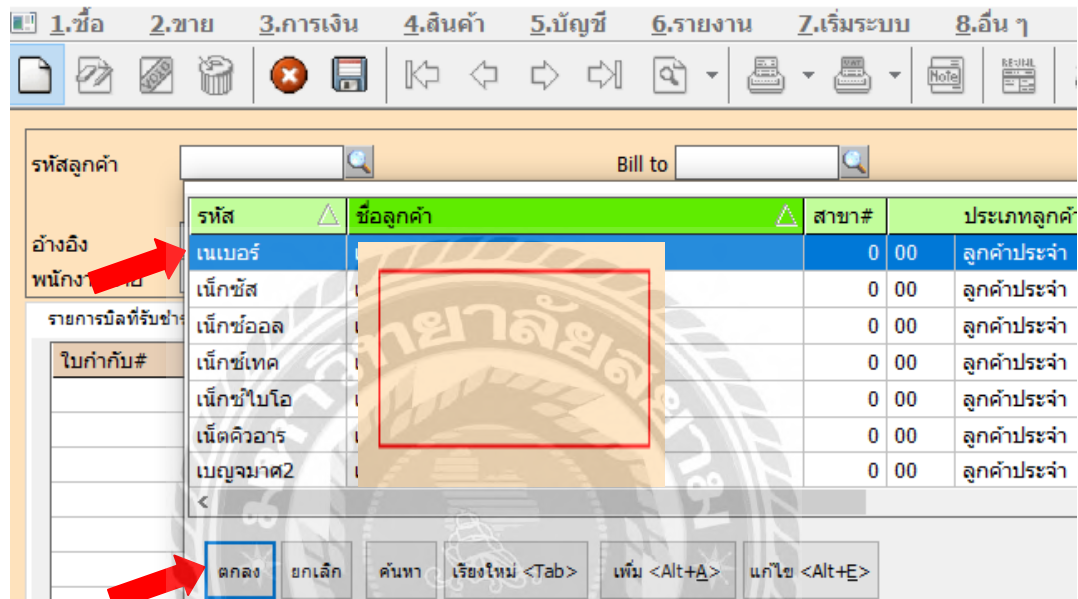 1.ซื้อ 2.ขาย 3.การเงิน 4.สินค้า 5.บัญชี 6.รายงาน 7.เริ่มระบบ 8.อื่น ๆ
Note
รหัสลูกค้า Bill to
รหัส ชื่อลูกค้า สาขา# ประเภทลูกค้า
อ้างอิง
เนเบอร์ 0 00 ลูกค้าประจำ
เน็กซัส 0 00 ลูกค้าประจำ
รายการบิลที่รับชำร
เน็กซ์ออล 0 00 ลูกค้าประจำ
ใบกำกับ#
เน็กซ์เทค 0 00 ลูกค้าประจำ
เน็กซ์ไบโอ 0 00 ลูกค้าประจำ
เน็ตคิวอาร 0 00 ลูกค้าประจำ
เบญจมาศ2 0 00 ลูกค้าประจำ
ตกลง ยกเลิก ค้นหา เรียงใหม่ <Tab> เพิ่ม <Alt+A> แก้ไข <Alt+E>
มหาวิทยาลัยสยาม